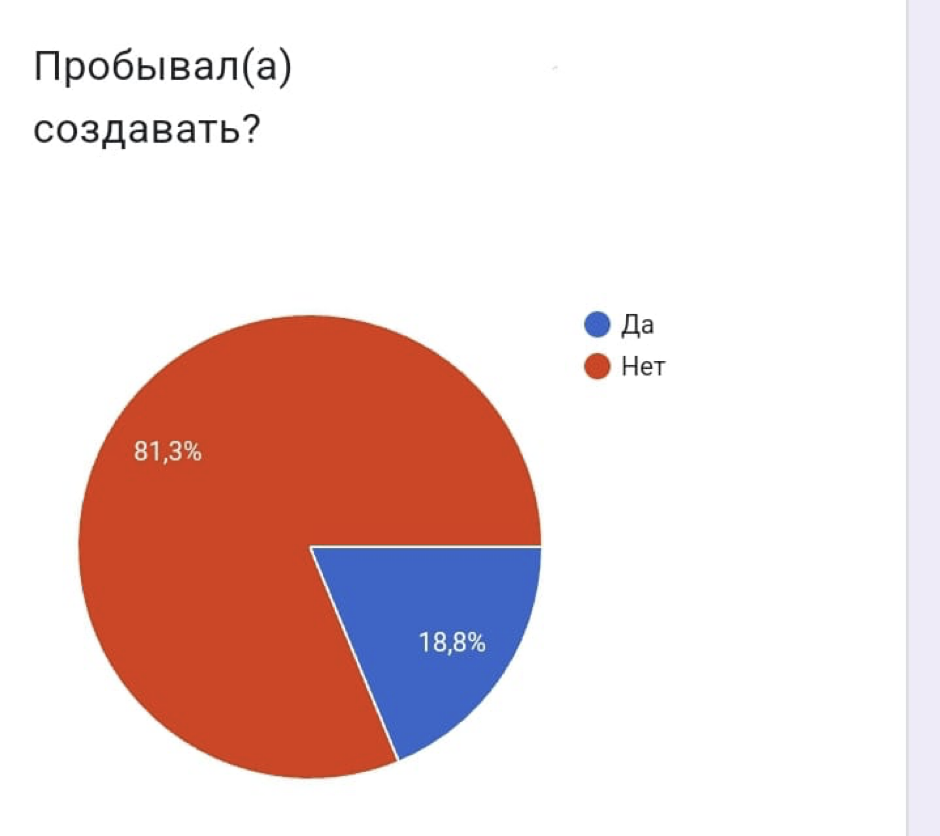 Пробывал(а)
создавать?
Да
Нет
81,3%
18,8%